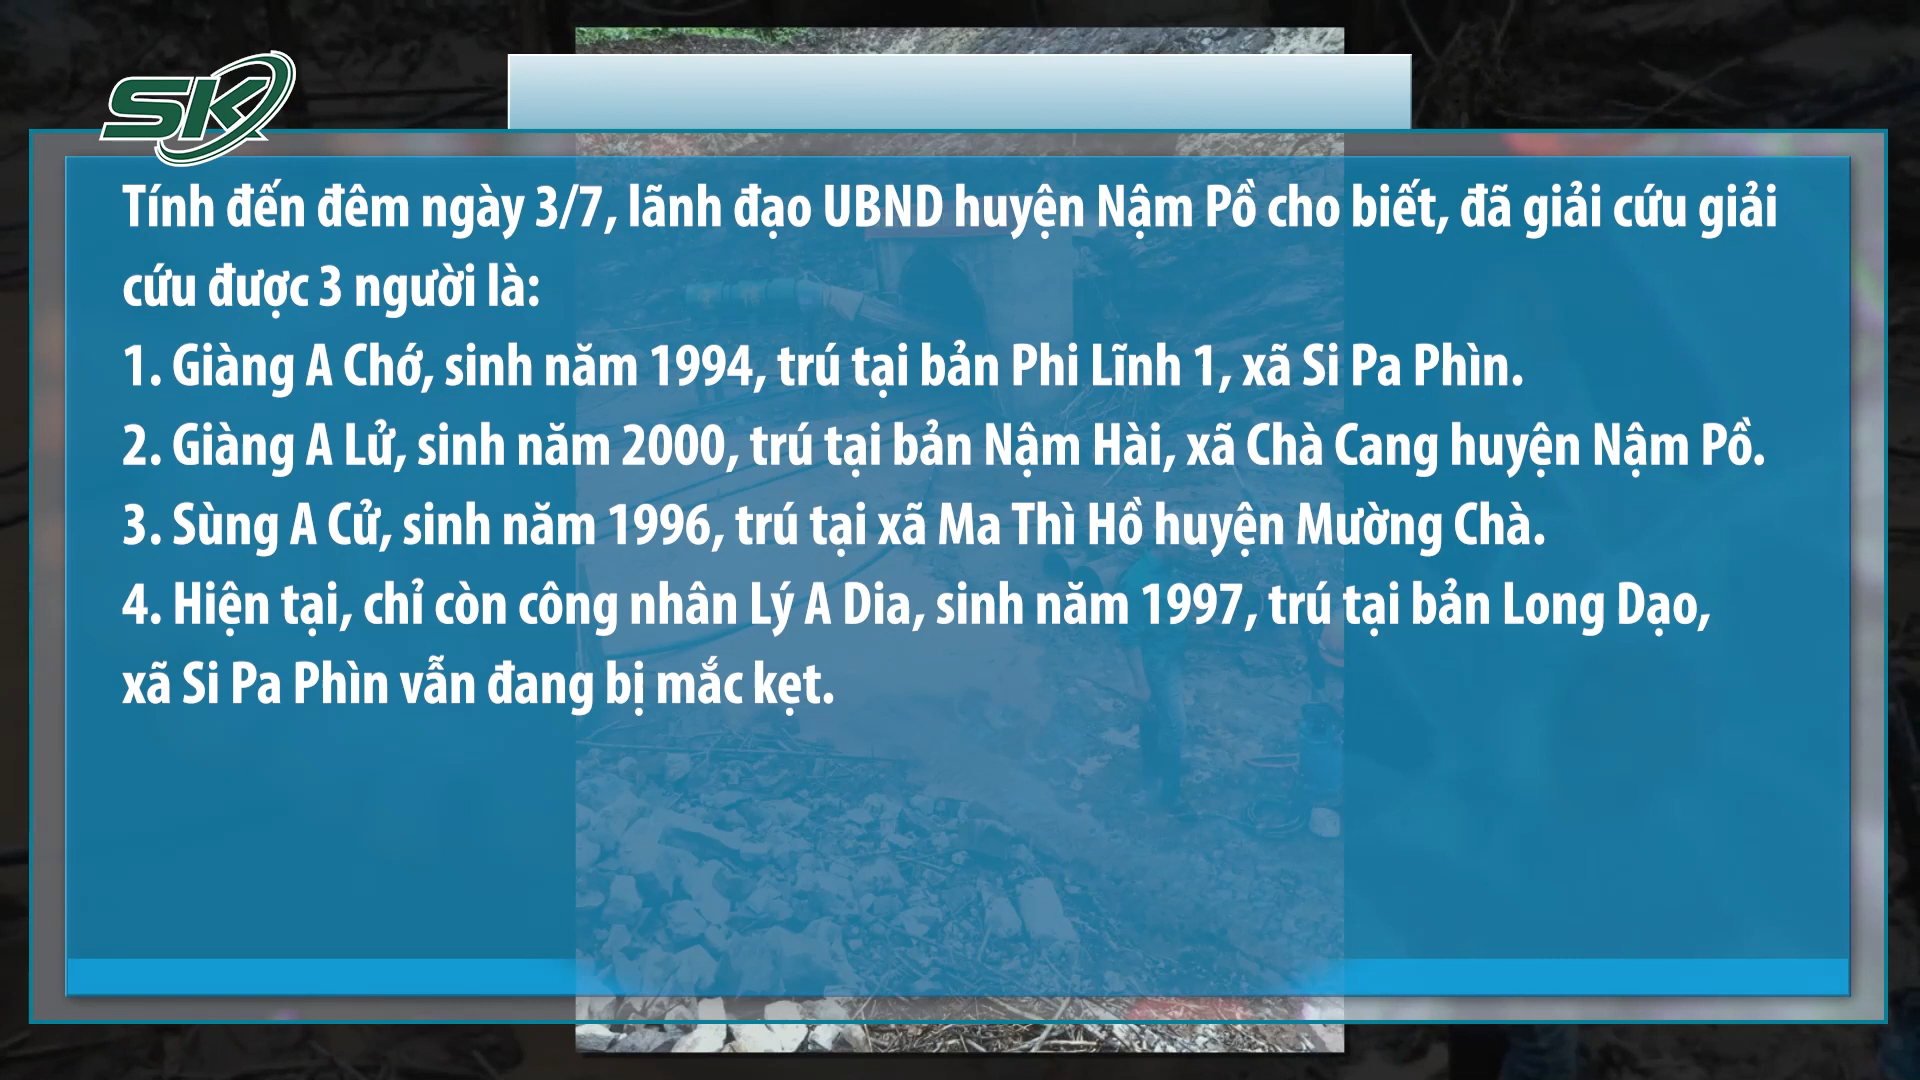 SK
Tính đến đêm ngày 3/7, lãnh đạo UBND huyện Nậm Pồ cho biết, đã giải cứu giải
cứu được 3 người là:
1. Giàng A Chớ, sinh năm 1994, trú tại bản Phi Lĩnh 1, xã Si Pa Phìn.
2. Giàng A Lử, sinh năm 2000, trú tại bản Nậm Hài, xã Chà Cang huyện Nậm Pồ.
3. Sùng A Cử, sinh năm 1996, trú tại xã Ma Thì Hồ huyện Mường Chà.
4. Hiện tại, chỉ còn công nhân Lý A Dia, sinh năm 1997, trú tại bản Long Dạo,
xã Si Pa Phìn vẫn đang bị mắc kẹt.